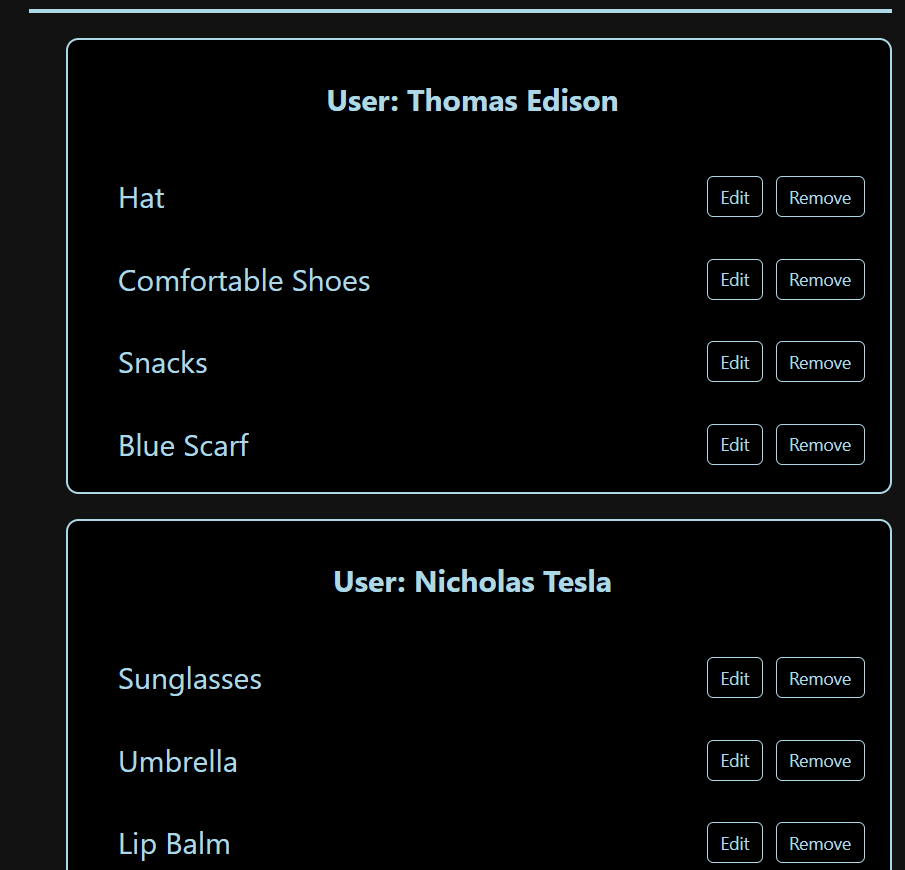 User: Thomas Edison
Hat Edit Remove
Comfortable Shoes Edit Remove
Snacks Edit Remove
Blue Scarf Edit Remove
User: Nicholas Tesla
Sunglasses Edit Remove
Umbrella Edit Remove
Lip Balm Edit Remove